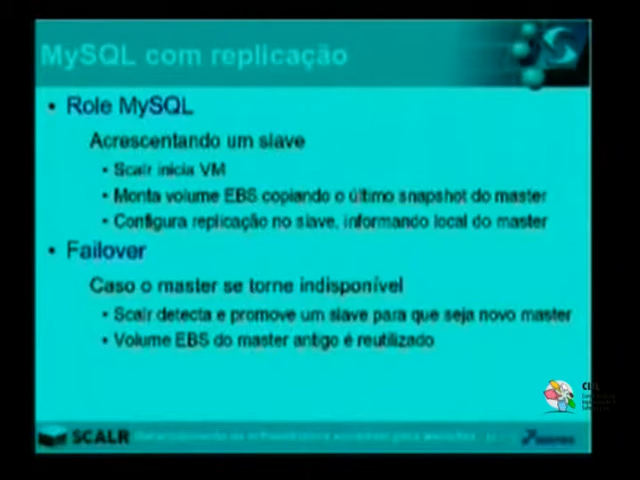 MySQL com replicação
• Role MySQL
Acrescentando um slave
• Scalr inicia VM
• Monta volume EBS copiando o último snapshot do master
• Configura replicação no slave, informando local do master
• Failover
Caso o master se torne indisponível
• Scalr detecta e promove um slave para que seja novo master
• Volume EBS do master antigo é reutilizado
SCALR